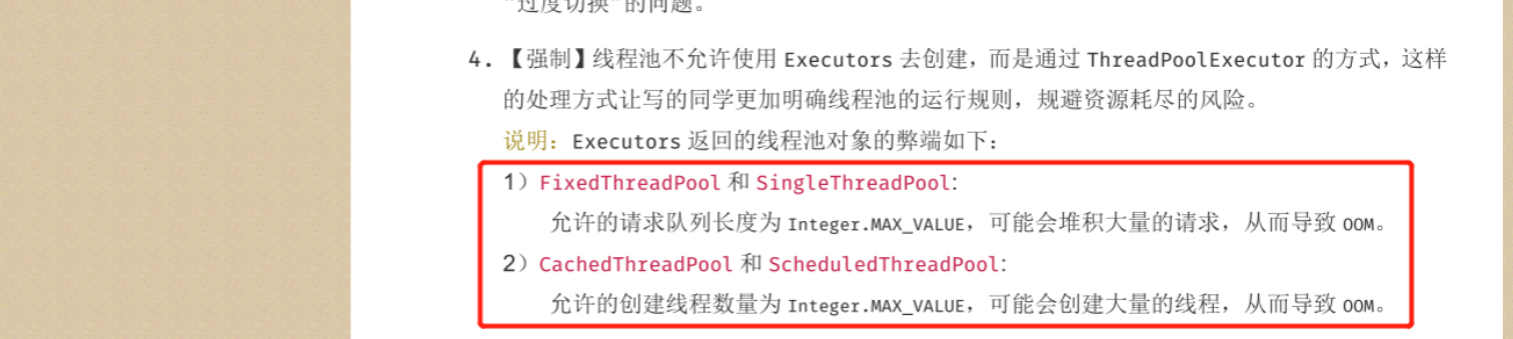 "过度切换"的问题。
4. 【强制】线程池不允许使用 Executors 去创建，而是通过 ThreadPoolExecutor 的方式，这样
的处理方式让写的同学更加明确线程池的运行规则，规避资源耗尽的风险。
说明：Executors 返回的线程池对象的弊端如下：
1）FixedThreadPool 和 SingleThreadPool:
允许的请求队列长度为 Integer.MAX_VALUE，可能会堆积大量的请求，从而导致 OOM。
2）CachedThreadPool 和 ScheduledThreadPool:
允许的创建线程数量为 Integer.MAX_VALUE，可能会创建大量的线程，从而导致 OOM。